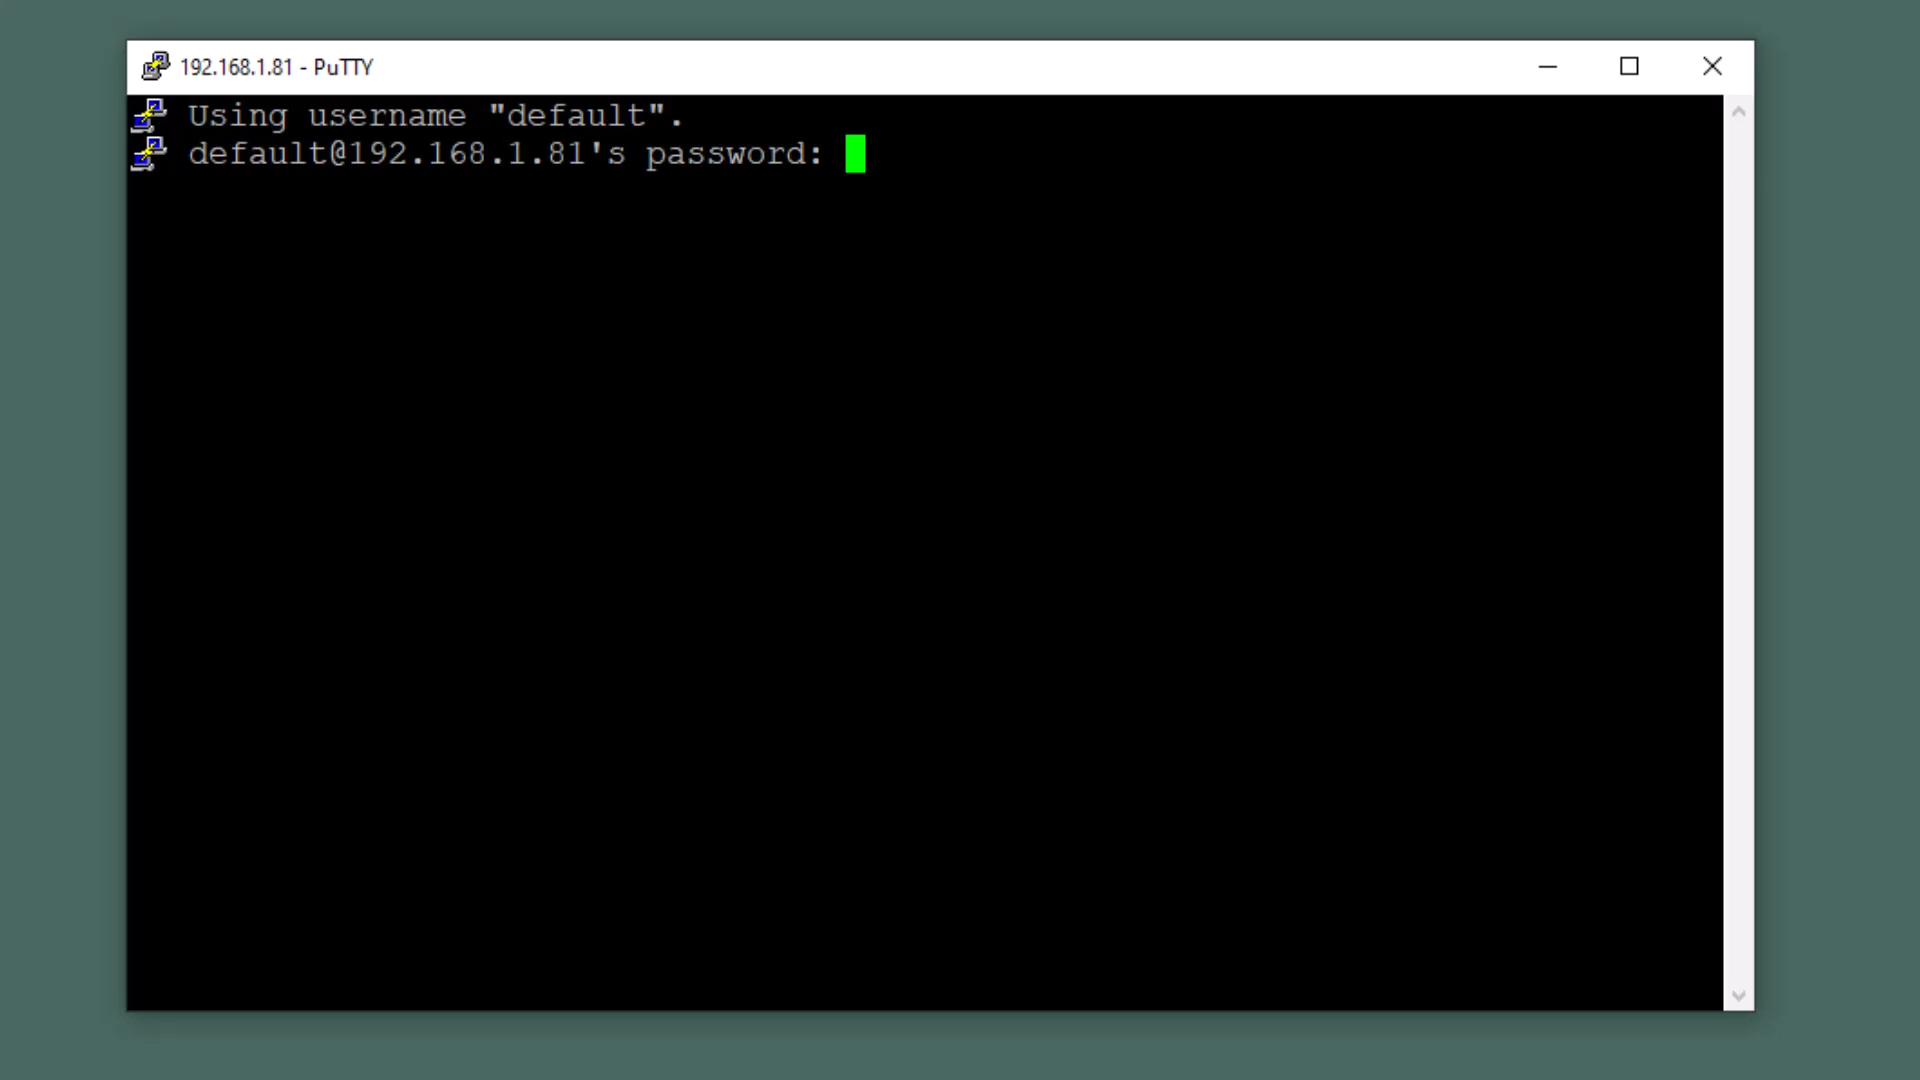 192.168.1.81 - PuTTY
Using username "default".
default@192.168.1.81's password: